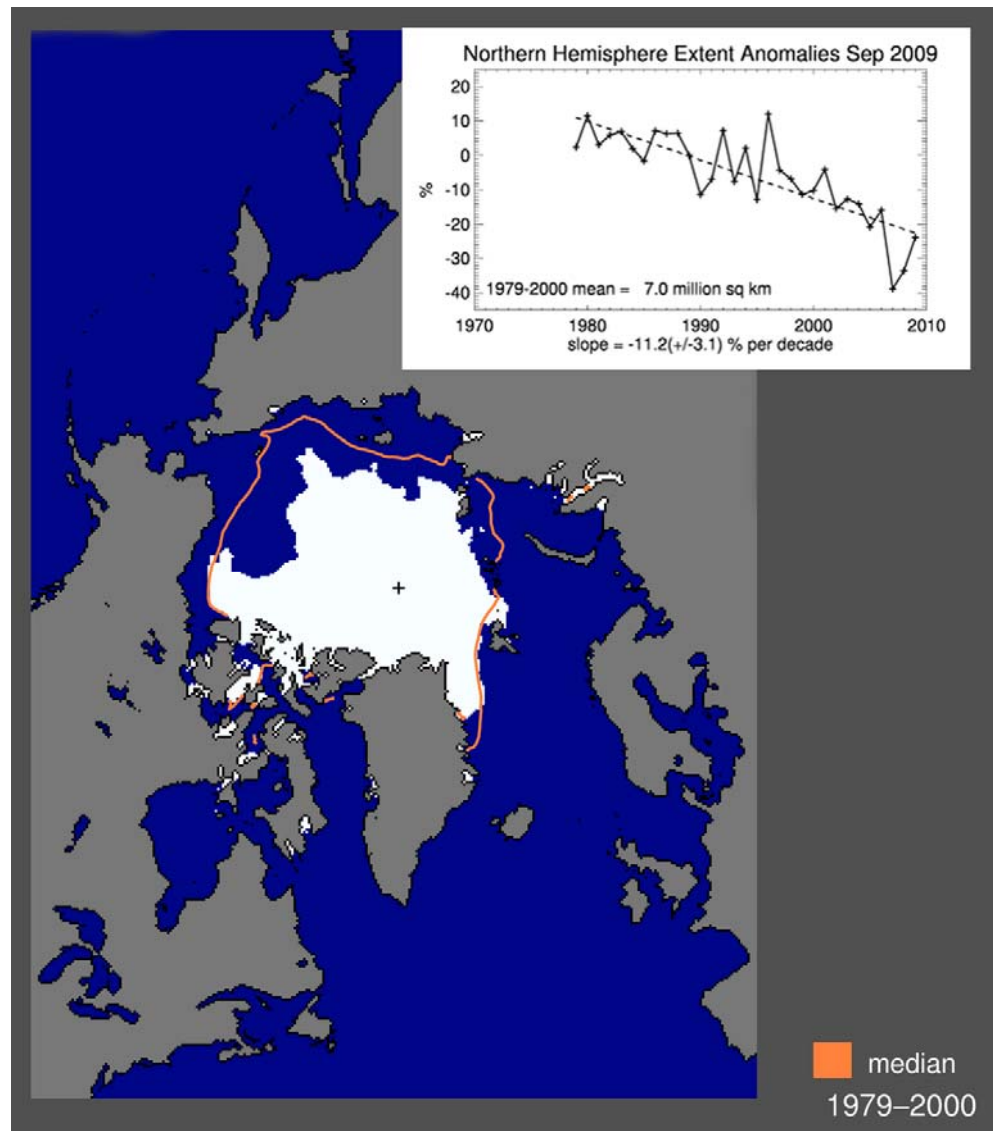 Northern Hemisphere Extent Anomalies Sep 2009
20
10
0
-10
-20
-30
-40
%
1979-2000 mean = 7.0 million sq km
1970 1980 1990 2000 2010
slope = -11.2(+/-3.1) % per decade
median
1979–2000